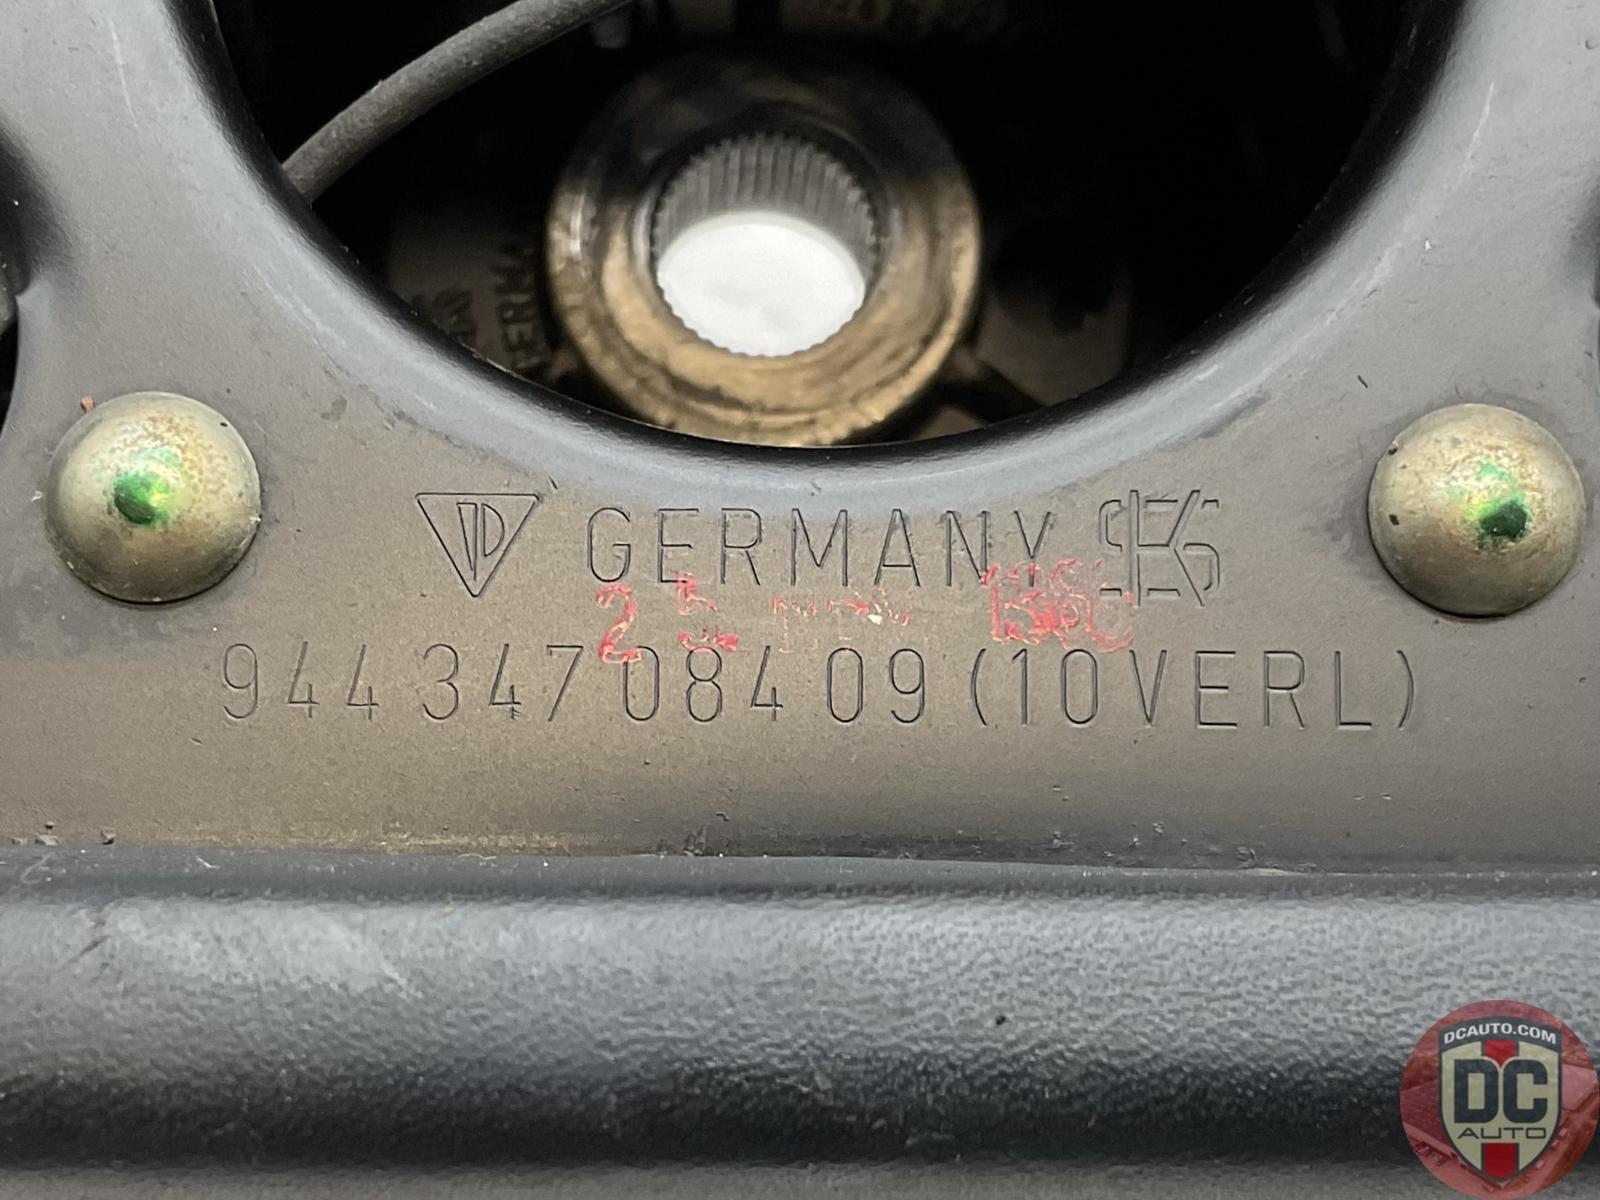 GERMANY
944 347 084 09 (10VERL)
DCAUTO.COM
DC
AUTO